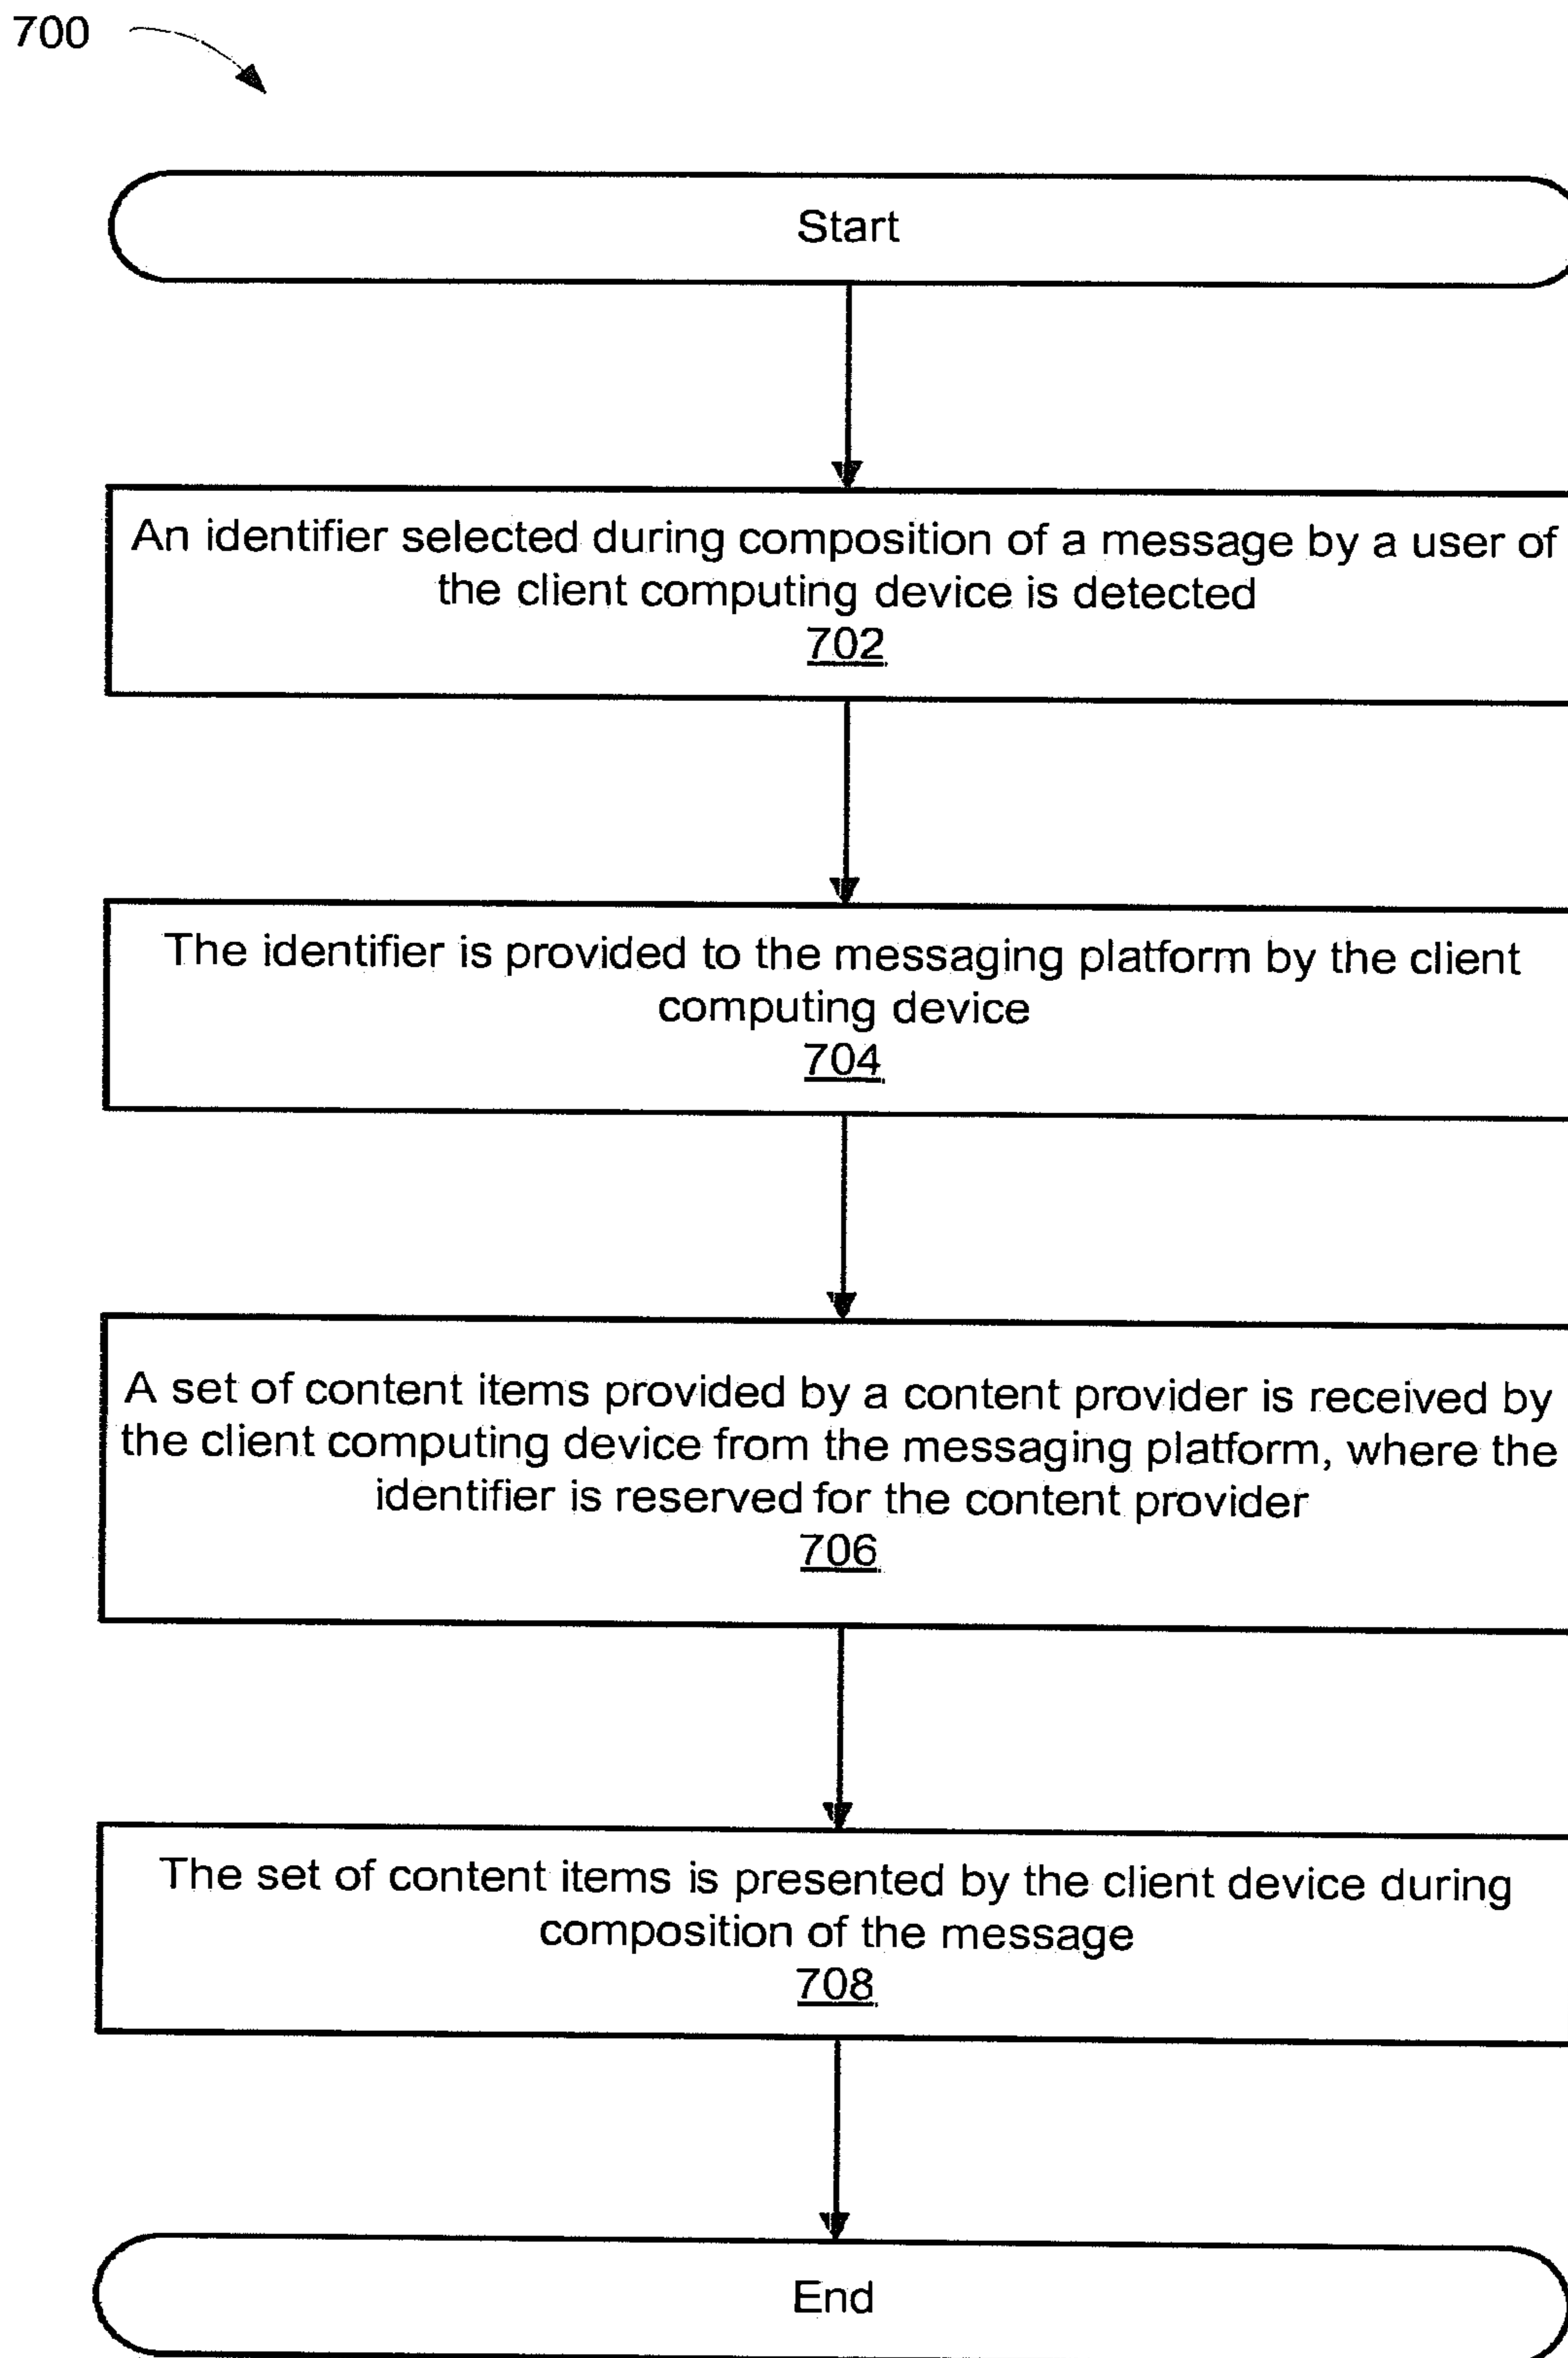 700
Start
An identifier selected during composition of a message by a user of
the client computing device is detected
702
The identifier is provided to the messaging platform by the client
computing device
704
A set of content items provided by a content provider is received by
the client computing device from the messaging platform, where the
identifier is reserved for the content provider
706
The set of content items is presented by the client device during
composition of the message
708
End